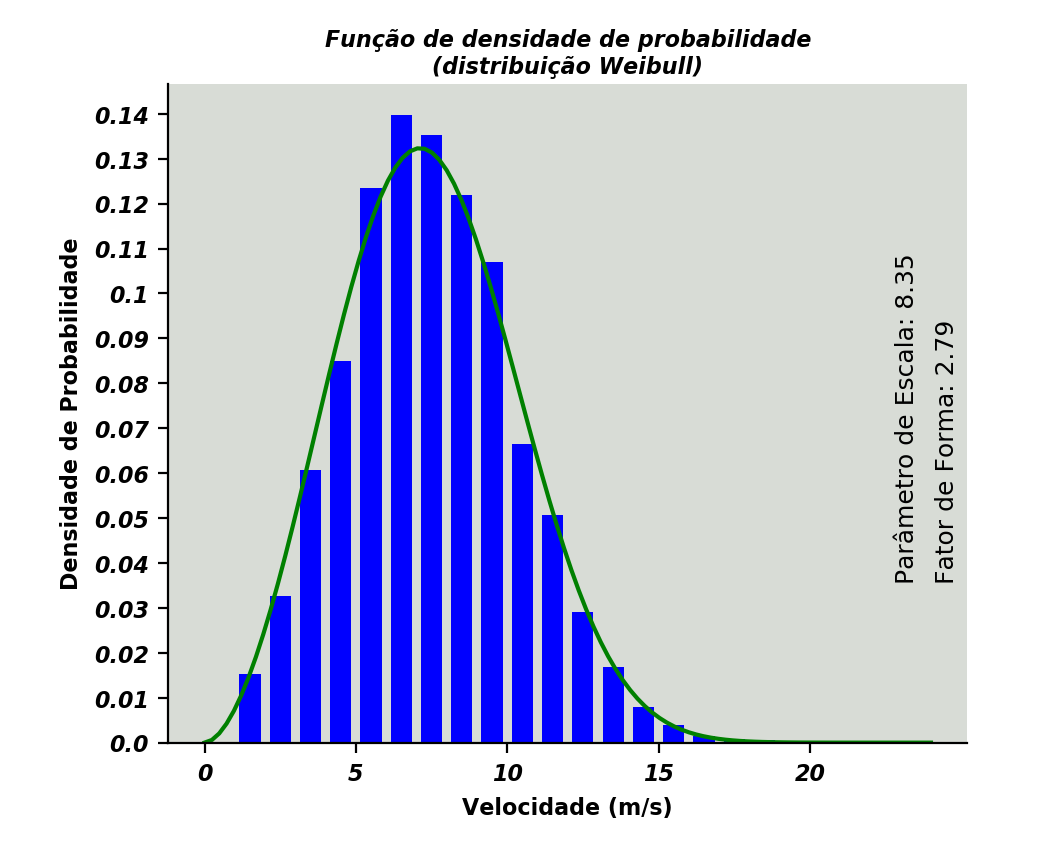 Função de densidade de probabilidade
(distribuição Weibull)
Densidade de Probabilidade
0.14
0.13
0.12
0.11
0.1
0.09
0.08
0.07
0.06
0.05
0.04
0.03
0.02
0.01
0.0
Parâmetro de Escala: 8.35
Fator de Forma: 2.79
0 5 10 15 20
Velocidade (m/s)